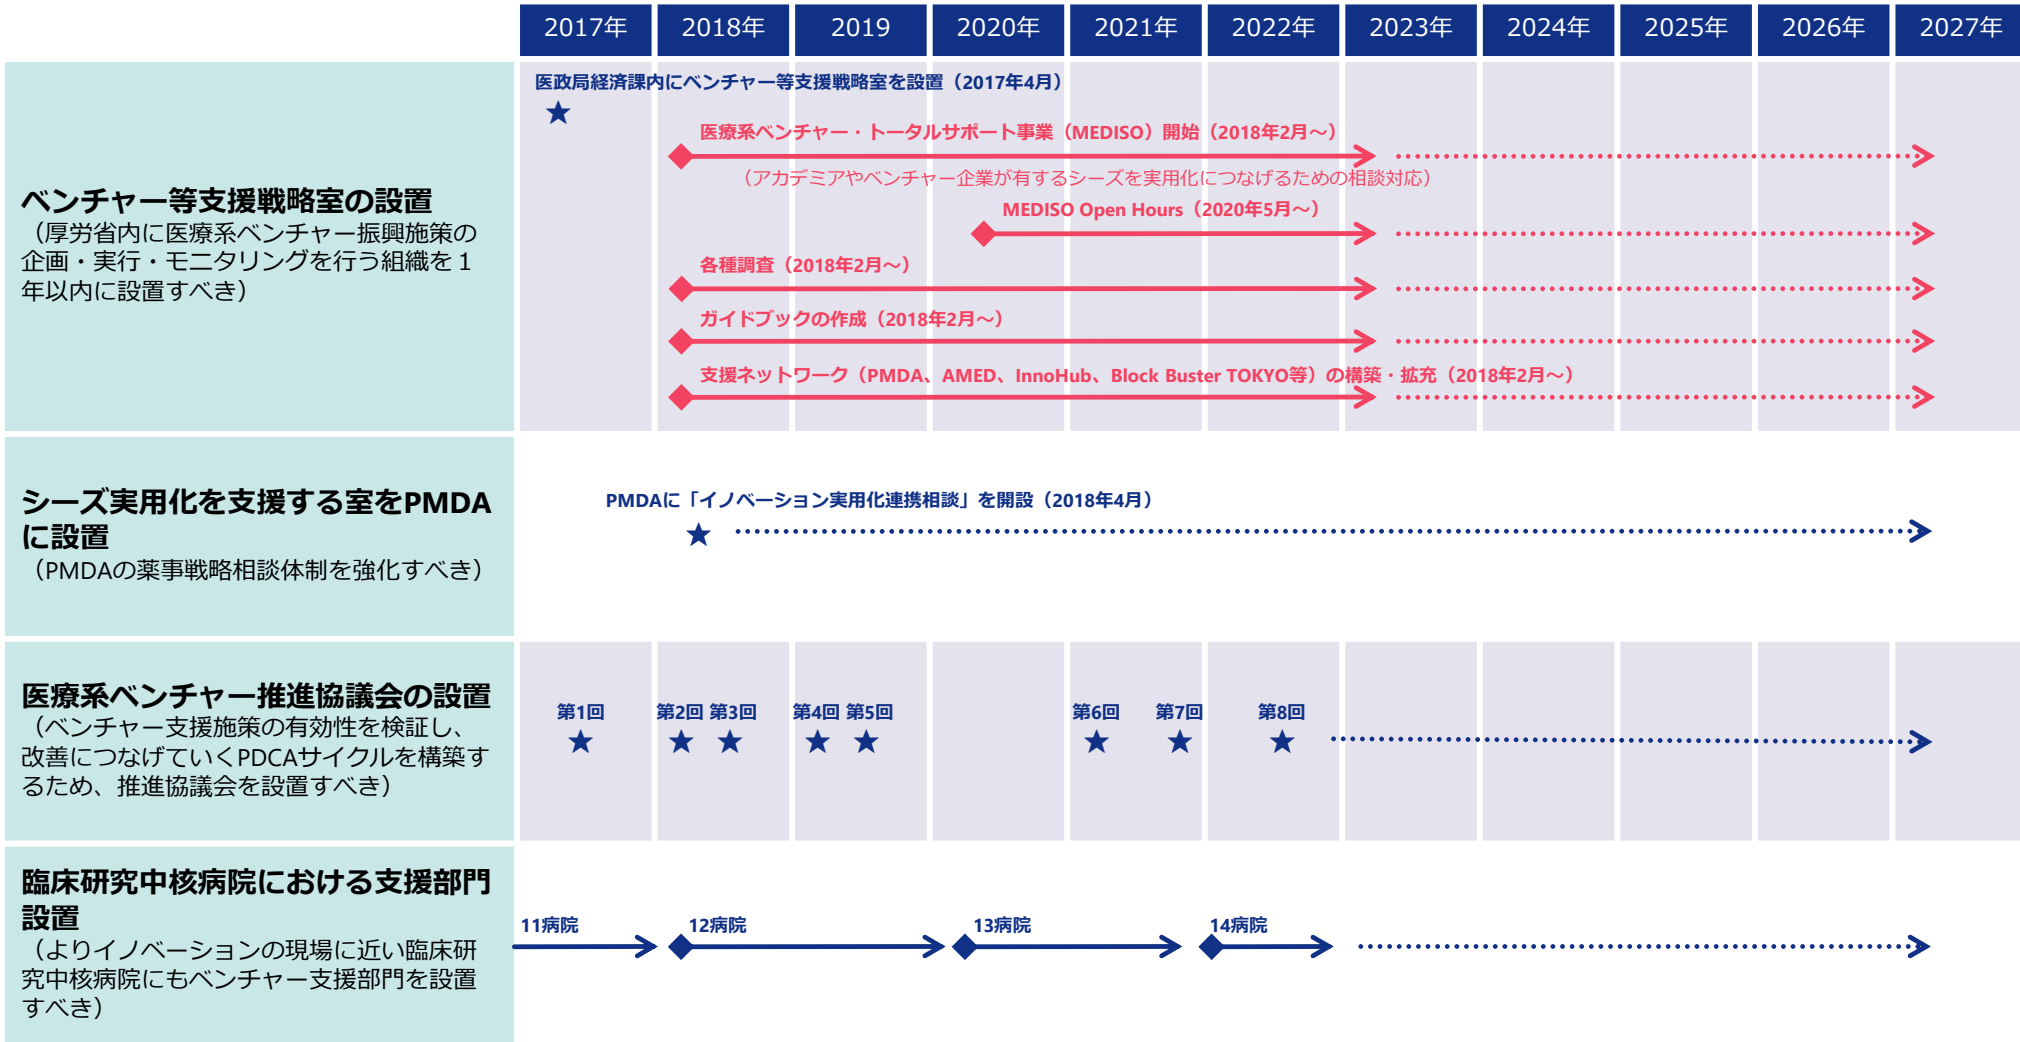 2017年 2018年 2019 2020年 2021年 2022年 2023年 2024年 2025年 2026年 2027年
ベンチャー等支援戦略室の設置
（厚労省内に医療系ベンチャー振興施策の
企画・実行・モニタリングを行う組織を１
年以内に設置すべき）
医政局経済課内にベンチャー等支援戦略室を設置（2017年4月）
医療系ベンチャー・トータルサポート事業（MEDISO）開始（2018年2月～）
（アカデミアやベンチャー企業が有するシーズを実用化につなげるための相談対応）
MEDISO Open Hours（2020年5月～）
各種調査（2018年2月～）
ガイドブックの作成（2018年2月～）
支援ネットワーク（PMDA、AMED、InnoHub、Block Buster TOKYO等）の構築・拡充（2018年2月～）
シーズ実用化を支援する室をPMDA
に設置
（PMDAの薬事戦略相談体制を強化すべき）
PMDAに「イノベーション実用化連携相談」を開設（2018年4月）
医療系ベンチャー推進協議会の設置
（ベンチャー支援施策の有効性を検証し、
改善につなげていくPDCAサイクルを構築す
るため、推進協議会を設置すべき）
第1回 第2回 第3回 第4回 第5回 第6回 第7回 第8回
臨床研究中核病院における支援部門
設置
（よりイノベーションの現場に近い臨床研
究中核病院にもベンチャー支援部門を設置
すべき）
11病院 12病院 13病院 14病院